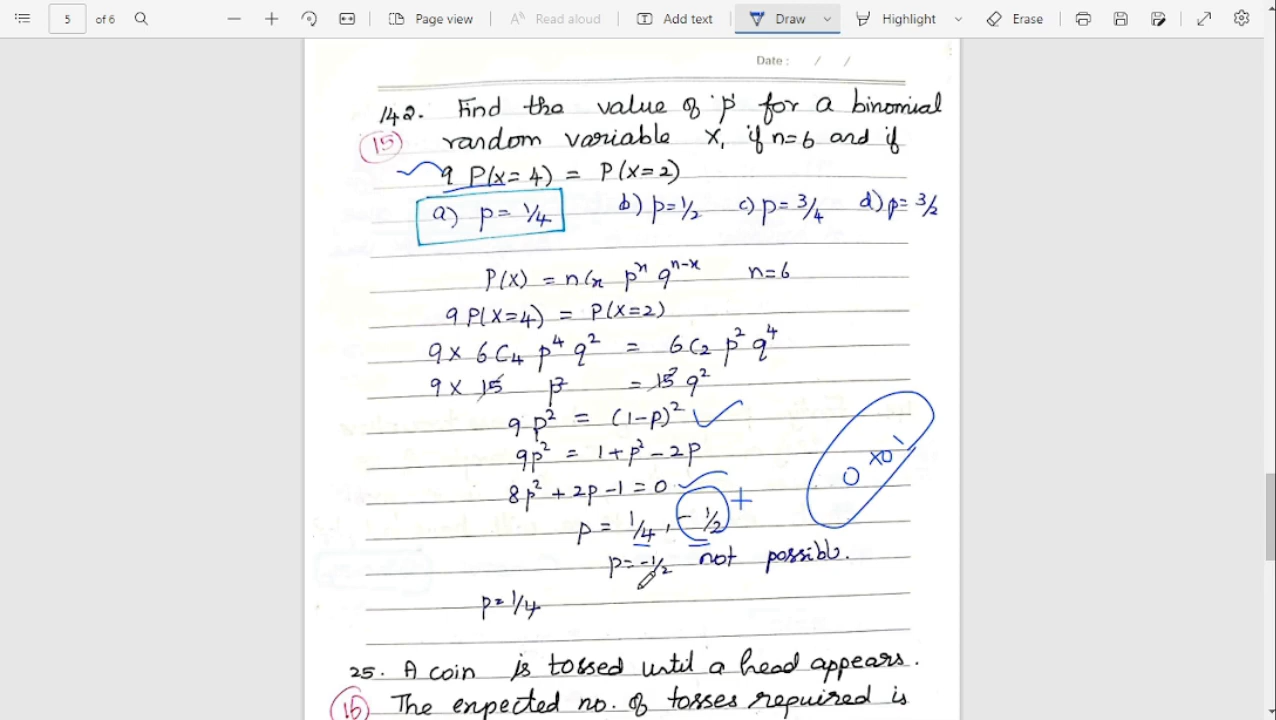 5 of 6 Page view Read aloud Add text Draw Highlight Erase
Date : / /
142. Find the value of 'p' for a binomial
15 random variable X, if n=6 and if
9 P(X=4) = P(X=2)
a) p= 1/4 b) p=1/2 c) p= 3/4 d) p= 3/2
P(X) = nCx p^x q^n-x n=6
9P(X=4) = P(X=2)
9 x 6C4 p^4 q^2 = 6C2 p^2 q^4
9 x 15 p^2 = 15 q^2
9p^2 = (1-p)^2
9p^2 = 1+p^2-2p
8p^2+2p-1=0
p = 1/4, -1/2 +
p=-1/2 not possible.
p=1/4
25. A coin is tossed until a head appears.
16 The expected no. of tosses required is